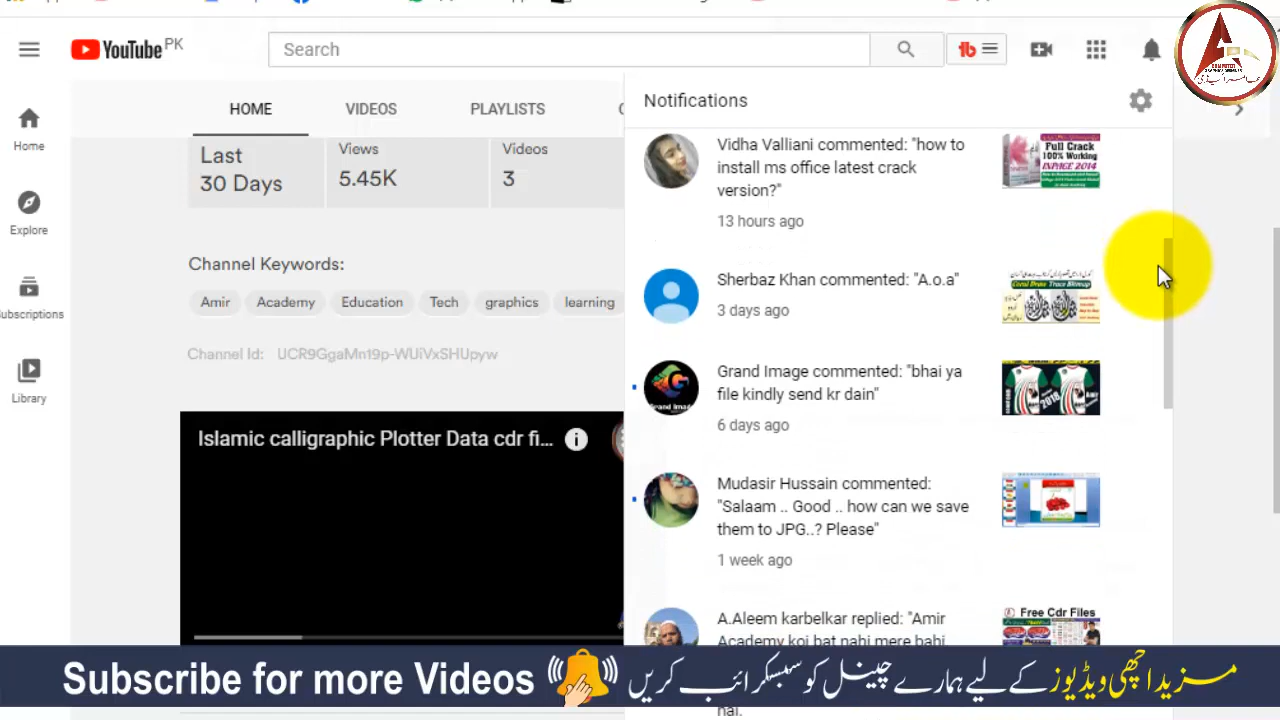 YouTube PK
Search
HOME
VIDEOS
PLAYLISTS
Notifications
Home
Explore
Subscriptions
Library
Last
30 Days
Views
Videos
3
Channel Keywords:
Amir
Academy
Education
Tech
graphics
learning
Channel Id: UCR9GgaMn19p-WUiVxSHUpyw
Islamic calligraphic Plotter Data cdr fi...
Vidha Valliani commented: "how to
install ms office latest crack
version?"
13 hours ago
Full Crack
100% Working
INPAGE 2014
Sherbaz Khan commented: "A.o.a"
3 days ago
Grand Image commented: "bhai ya
file kindly send kr dain"
6 days ago
2018
Mudasir Hussain commented:
"Salaam .. Good .. how can we save
them to JPG..? Please"
1 week ago
A.Aleem karbelkar replied: "Amir
Academy koi bat nahi mere bahi
hai.
Free Cdr Files
Subscribe for more Videos
مزید اچھی ویڈیوز کے لیے ہمارے چینل کو سبسکرائب کریں